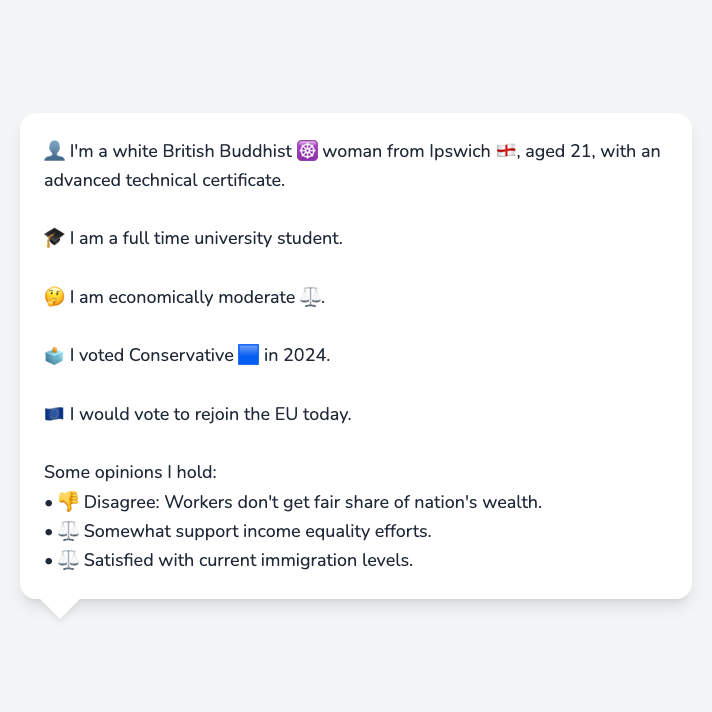 👤 I'm a white British Buddhist ☸️ woman from Ipswich 🏴󠁧󠁢󠁥󠁮󠁧󠁿, aged 21, with an
advanced technical certificate.
🎓 I am a full time university student.
🤔 I am economically moderate ⚖️.
🗳️ I voted Conservative 🟦 in 2024.
🇪🇺 I would vote to rejoin the EU today.
Some opinions I hold:
• 👎 Disagree: Workers don't get fair share of nation's wealth.
• ⚖️ Somewhat support income equality efforts.
• ⚖️ Satisfied with current immigration levels.